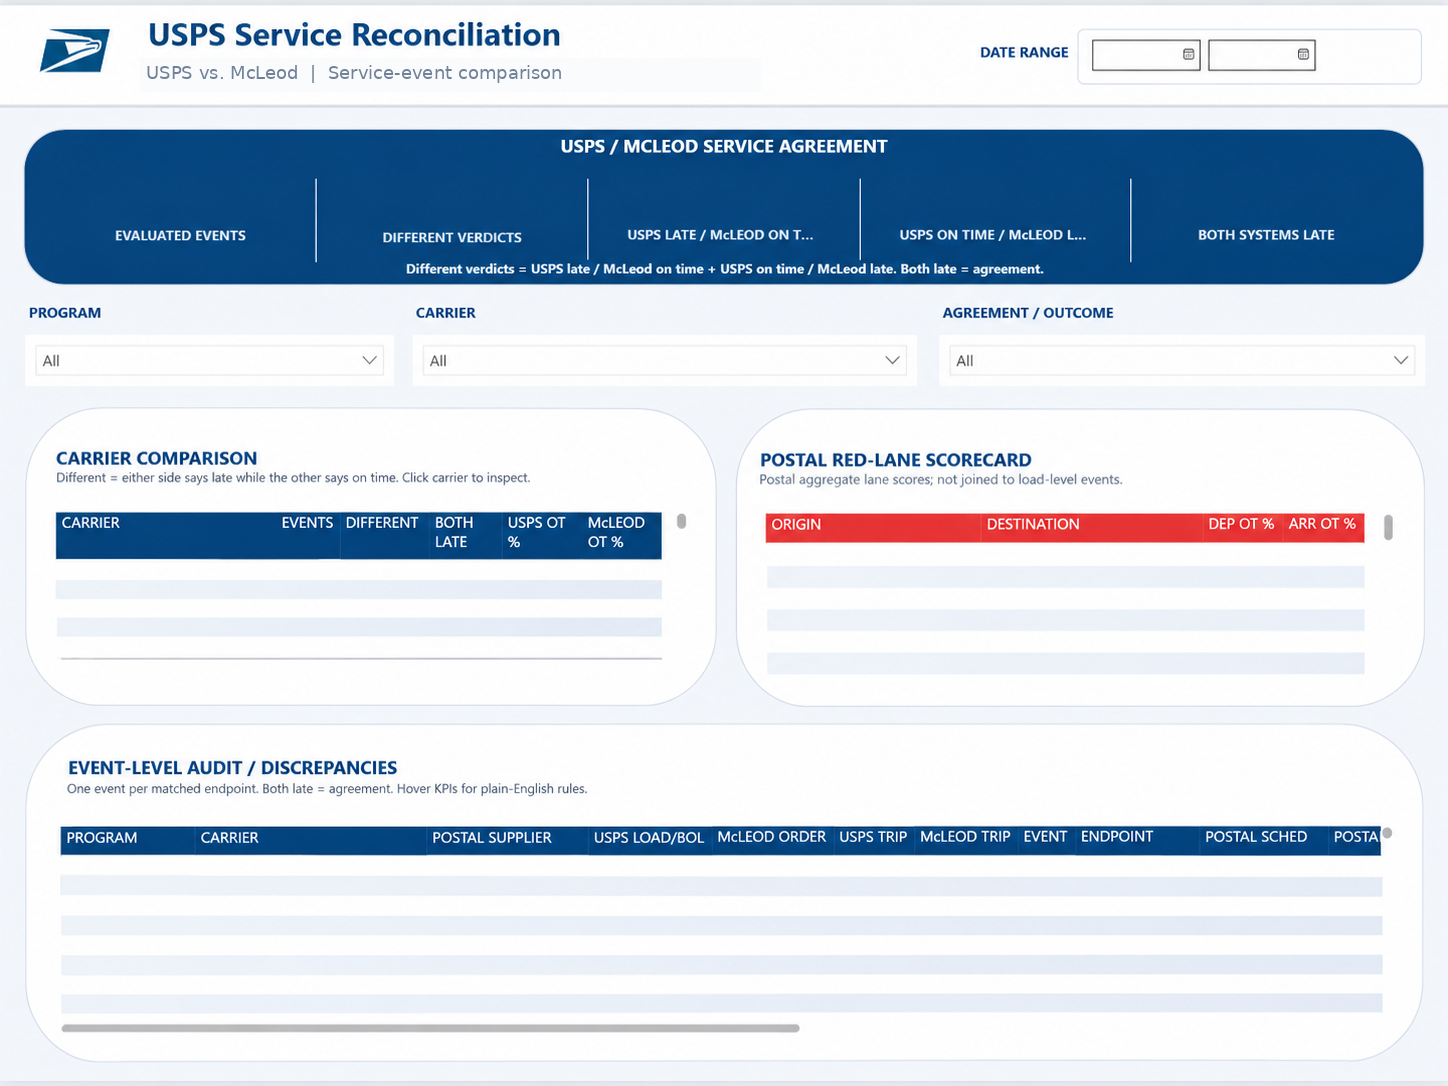 USPS Service Reconciliation
USPS vs. McLeod | Service-event comparison
DATE RANGE
USPS / MCLEOD SERVICE AGREEMENT
EVALUATED EVENTS
DIFFERENT VERDICTS
USPS LATE / McLEOD ON T...
USPS ON TIME / McLEOD L...
BOTH SYSTEMS LATE
Different verdicts = USPS late / McLeod on time + USPS on time / McLeod late. Both late = agreement.
PROGRAM
CARRIER
AGREEMENT / OUTCOME
All
All
All
CARRIER COMPARISON
Different = either side says late while the other says on time. Click carrier to inspect.
CARRIER EVENTS DIFFERENT BOTH LATE USPS OT % McLEOD OT %
POSTAL RED-LANE SCORECARD
Postal aggregate lane scores; not joined to load-level events.
ORIGIN DESTINATION DEP OT % ARR OT %
EVENT-LEVEL AUDIT / DISCREPANCIES
One event per matched endpoint. Both late = agreement. Hover KPIs for plain-English rules.
PROGRAM CARRIER POSTAL SUPPLIER USPS LOAD/BOL McLEOD ORDER USPS TRIP McLEOD TRIP EVENT ENDPOINT POSTAL SCHED POSTAL